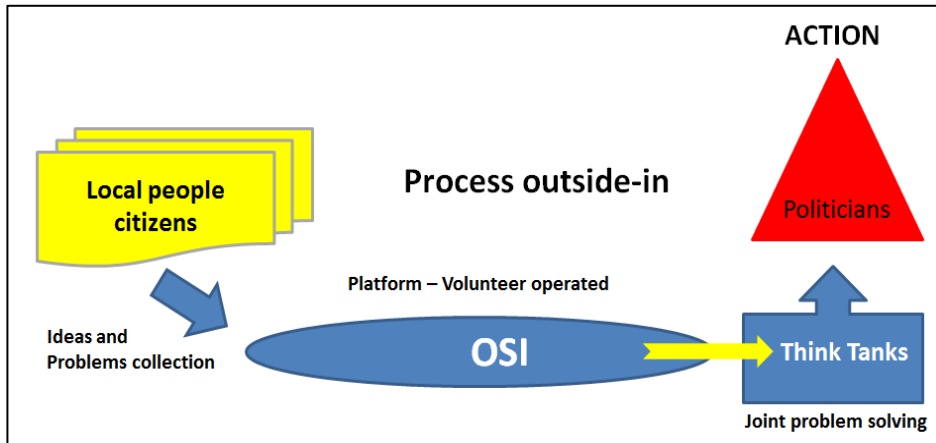 ACTION
Local people
citizens
Process outside-in
Politicians
Platform – Volunteer operated
Ideas and
Problems collection
OSI
Think Tanks
Joint problem solving